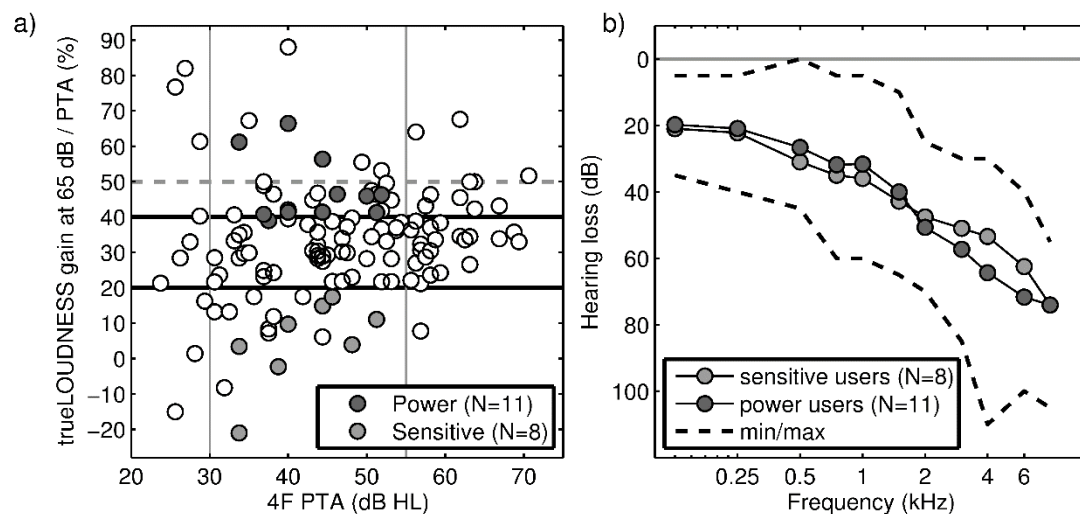 a)
trueLOUDNESS gain at 65 dB / PTA (%)
90
80
70
60
50
40
30
20
10
0
−10
−20
20 30 40 50 60 70
4F PTA (dB HL)
Power (N=11)
Sensitive (N=8)
b)
Hearing loss (dB)
0
20
40
60
80
100
0.25 0.5 1 2 4 6
Frequency (kHz)
sensitive users (N=8)
power users (N=11)
min/max